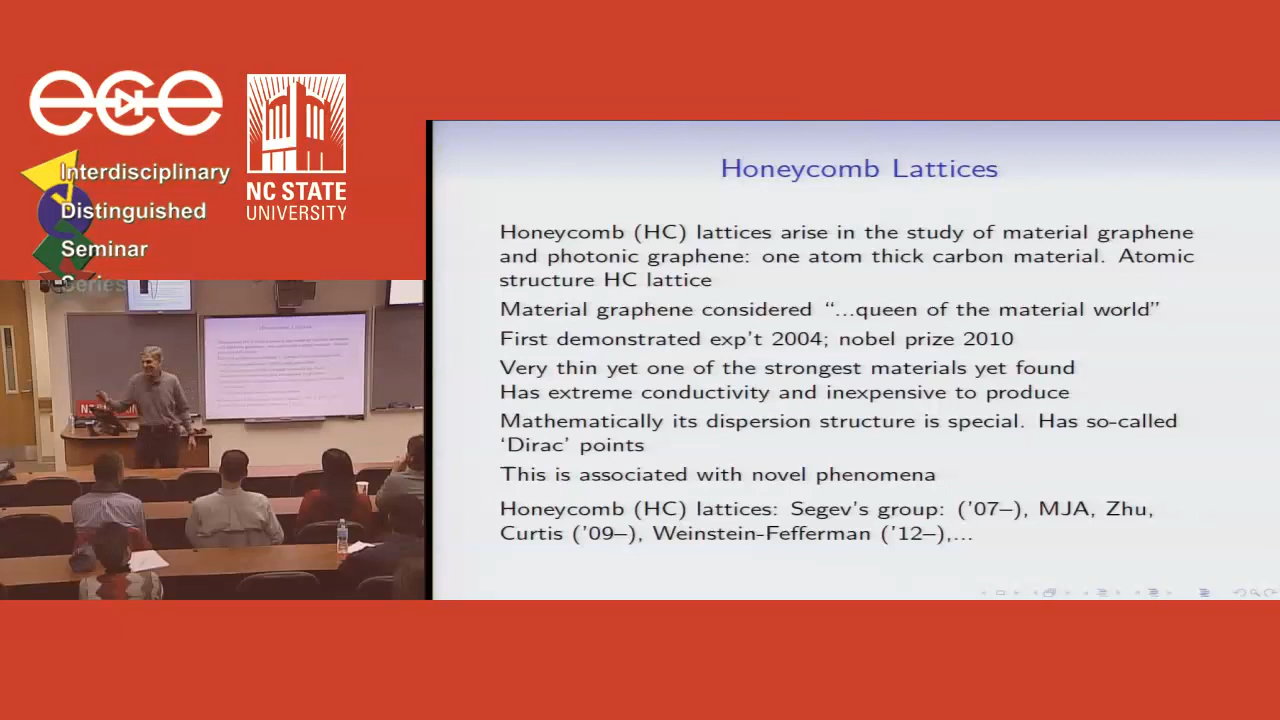 ece
Interdisciplinary
Distinguished
Seminar
Series
NC STATE
UNIVERSITY
Honeycomb Lattices
Honeycomb (HC) lattices arise in the study of material graphene
and photonic graphene: one atom thick carbon material. Atomic
structure HC lattice
Material graphene considered “...queen of the material world”
First demonstrated exp’t 2004; nobel prize 2010
Very thin yet one of the strongest materials yet found
Has extreme conductivity and inexpensive to produce
Mathematically its dispersion structure is special. Has so-called
‘Dirac’ points
This is associated with novel phenomena
Honeycomb (HC) lattices: Segev’s group: (’07–), MJA, Zhu,
Curtis (’09–), Weinstein-Fefferman (’12–),...